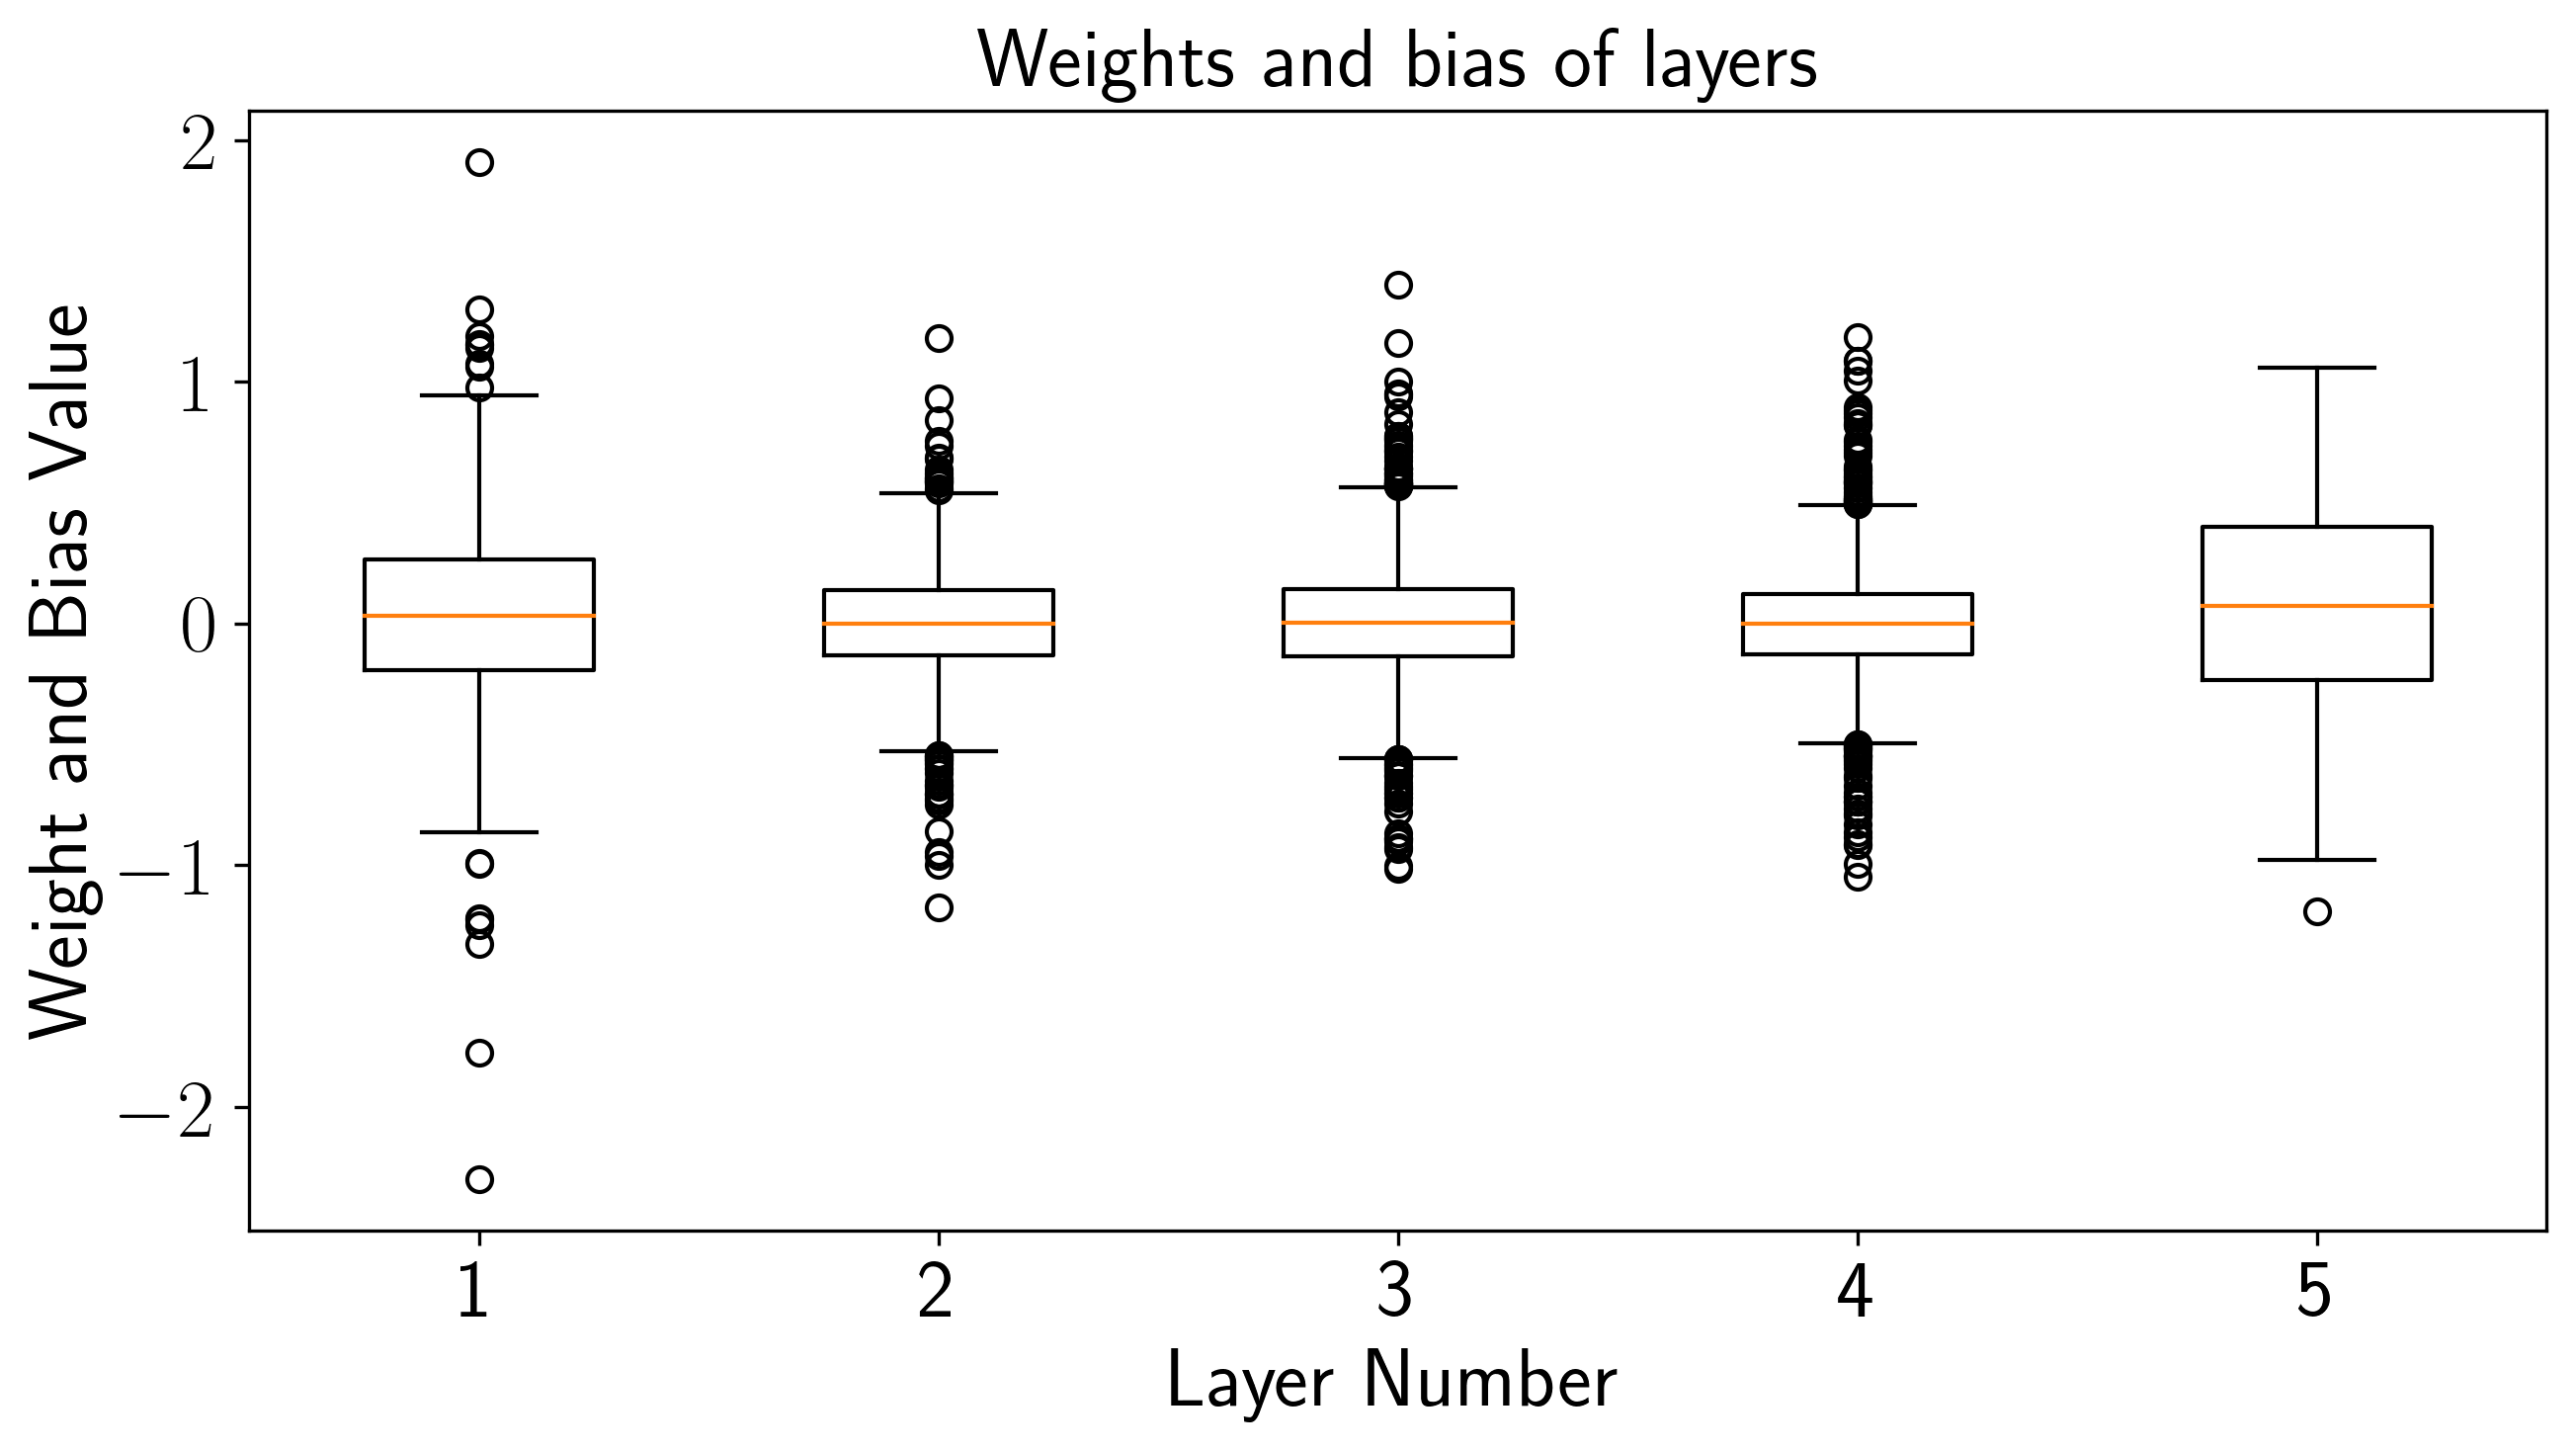 Weights and bias of layers
Weight and Bias Value
2
1
0
−1
−2
1 2 3 4 5
Layer Number